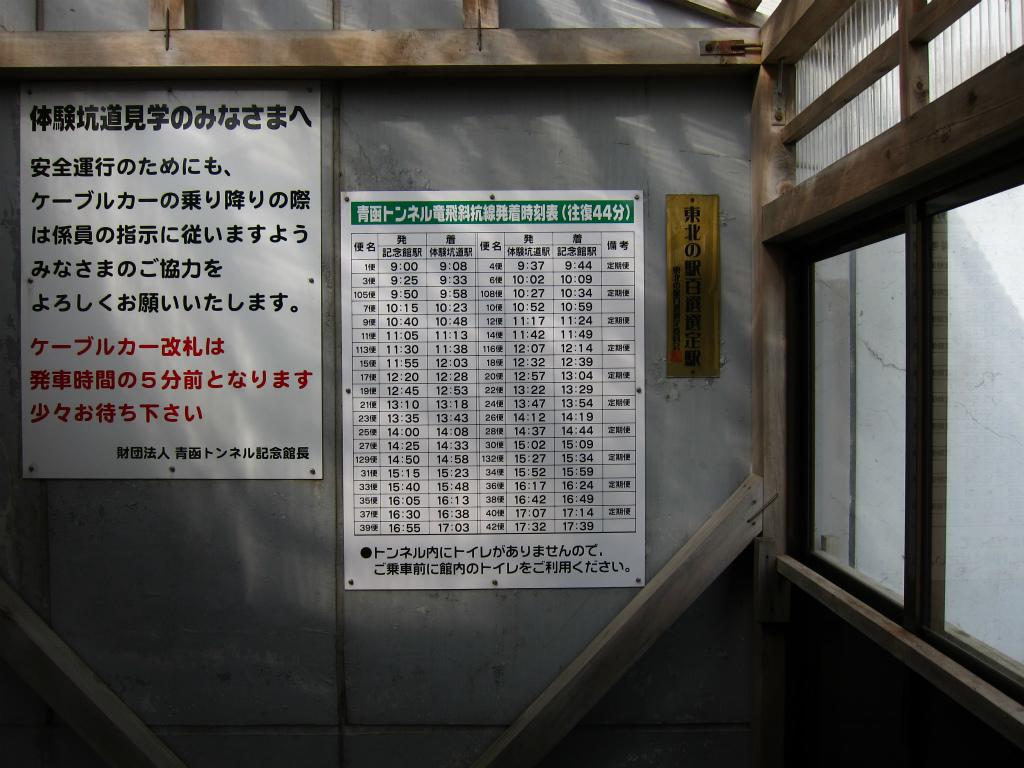 体験坑道見学のみなさまへ
安全運行のためにも、
ケーブルカーの乗り降りの際
は係員の指示に従いますよう
みなさまのご協力を
よろしくお願いいたします。
ケーブルカー改札は
発車時間の５分前となります
少々お待ち下さい
財団法人 青函トンネル記念館長
青函トンネル竜飛斜抗線発着時刻表(往復44分)
便名 発 着 便名 発 着 備考
記念館駅 体験坑道駅 体験坑道駅 記念館駅
1便 9:00 9:08 4便 9:37 9:44 定期便
3便 9:25 9:33 6便 10:02 10:09
105便 9:50 9:58 108便 10:27 10:34 定期便
7便 10:15 10:23 10便 10:52 10:59
9便 10:40 10:48 12便 11:17 11:24 定期便
11便 11:05 11:13 14便 11:42 11:49
113便 11:30 11:38 116便 12:07 12:14 定期便
15便 11:55 12:03 18便 12:32 12:39
17便 12:20 12:28 20便 12:57 13:04 定期便
19便 12:45 12:53 22便 13:22 13:29
21便 13:10 13:18 24便 13:47 13:54 定期便
23便 13:35 13:43 26便 14:12 14:19
25便 14:00 14:08 28便 14:37 14:44 定期便
27便 14:25 14:33 30便 15:02 15:09
129便 14:50 14:58 132便 15:27 15:34 定期便
31便 15:15 15:23 34便 15:52 15:59
33便 15:40 15:48 36便 16:17 16:24 定期便
35便 16:05 16:13 38便 16:42 16:49
37便 16:30 16:38 40便 17:07 17:14 定期便
39便 16:55 17:03 42便 17:32 17:39
●トンネル内にトイレがありませんので、
ご乗車前に館内のトイレをご利用ください。
東北の駅百選選定駅